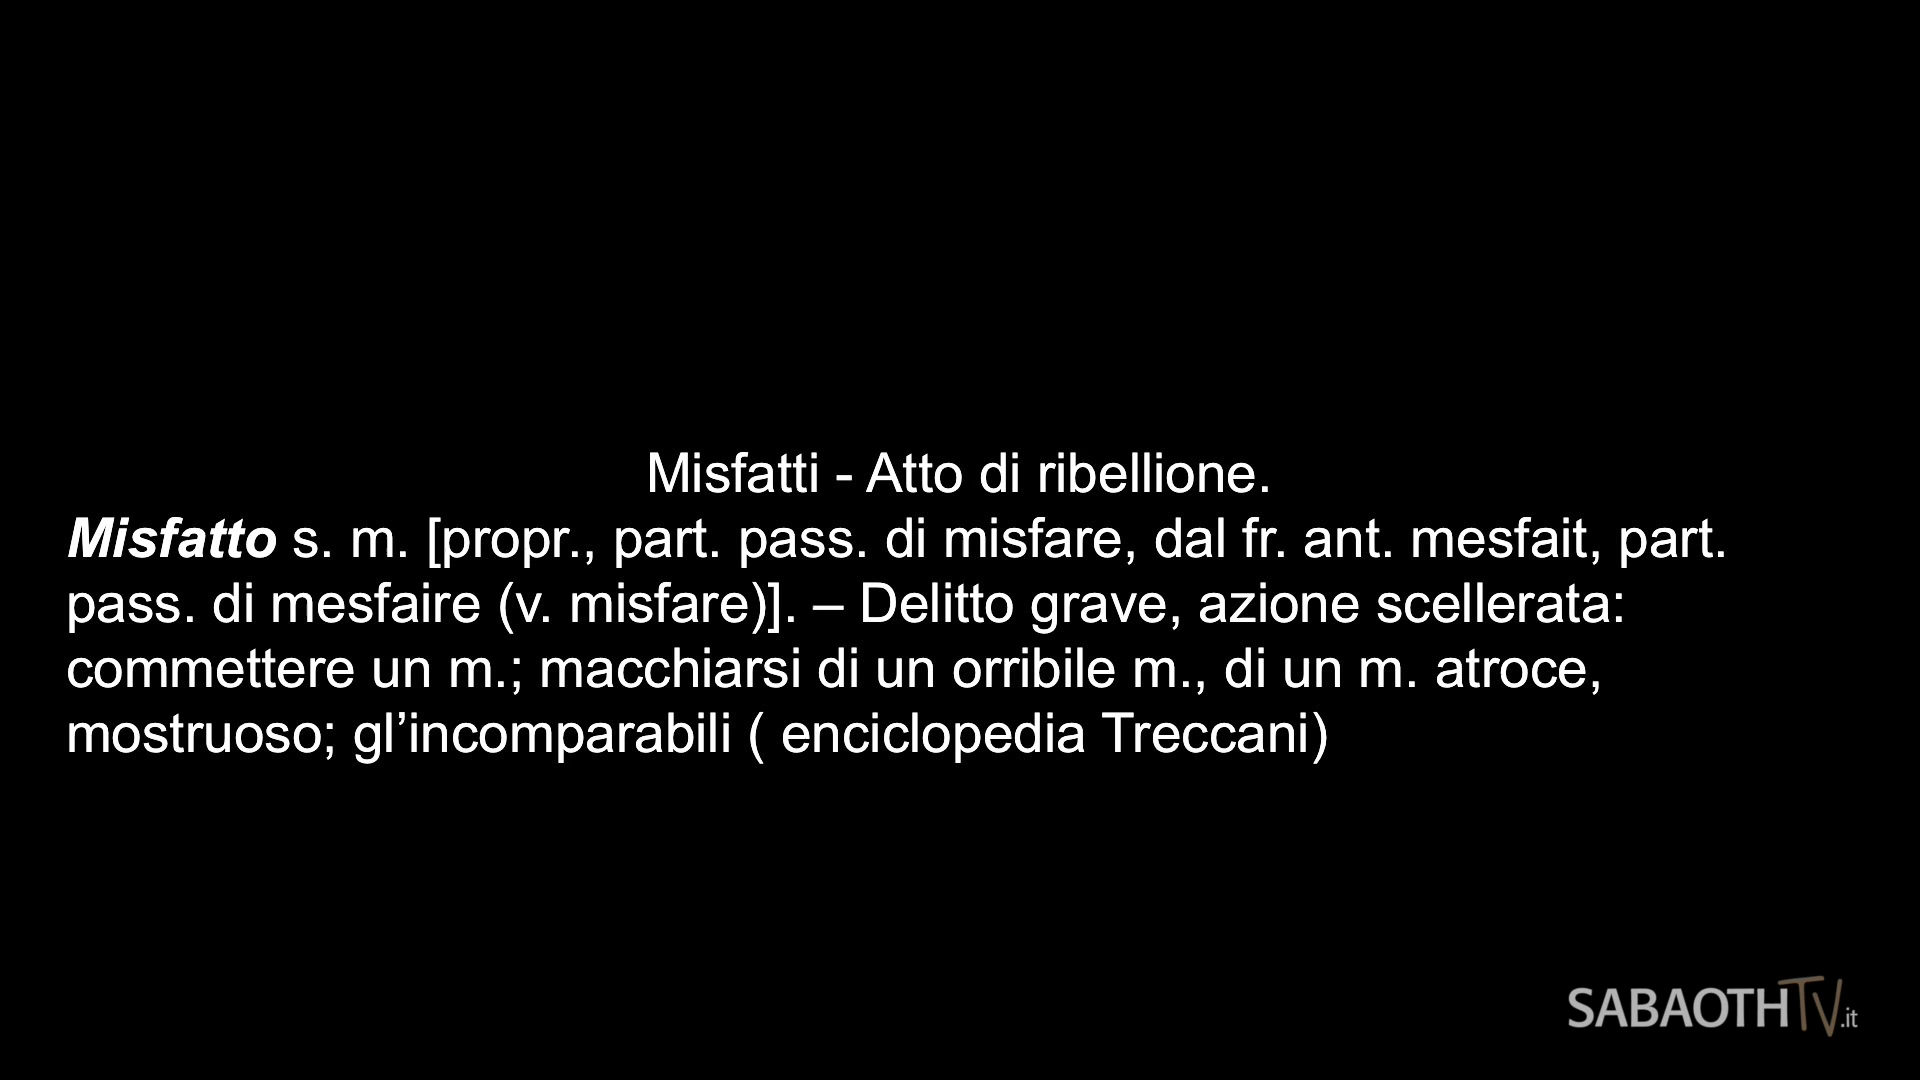 Misfatti - Atto di ribellione.
Misfatto s. m. [propr., part. pass. di misfare, dal fr. ant. mesfait, part.
pass. di mesfaire (v. misfare)]. – Delitto grave, azione scellerata:
commettere un m.; macchiarsi di un orribile m., di un m. atroce,
mostruoso; gl’incomparabili ( enciclopedia Treccani)
SABAOTHTV.it